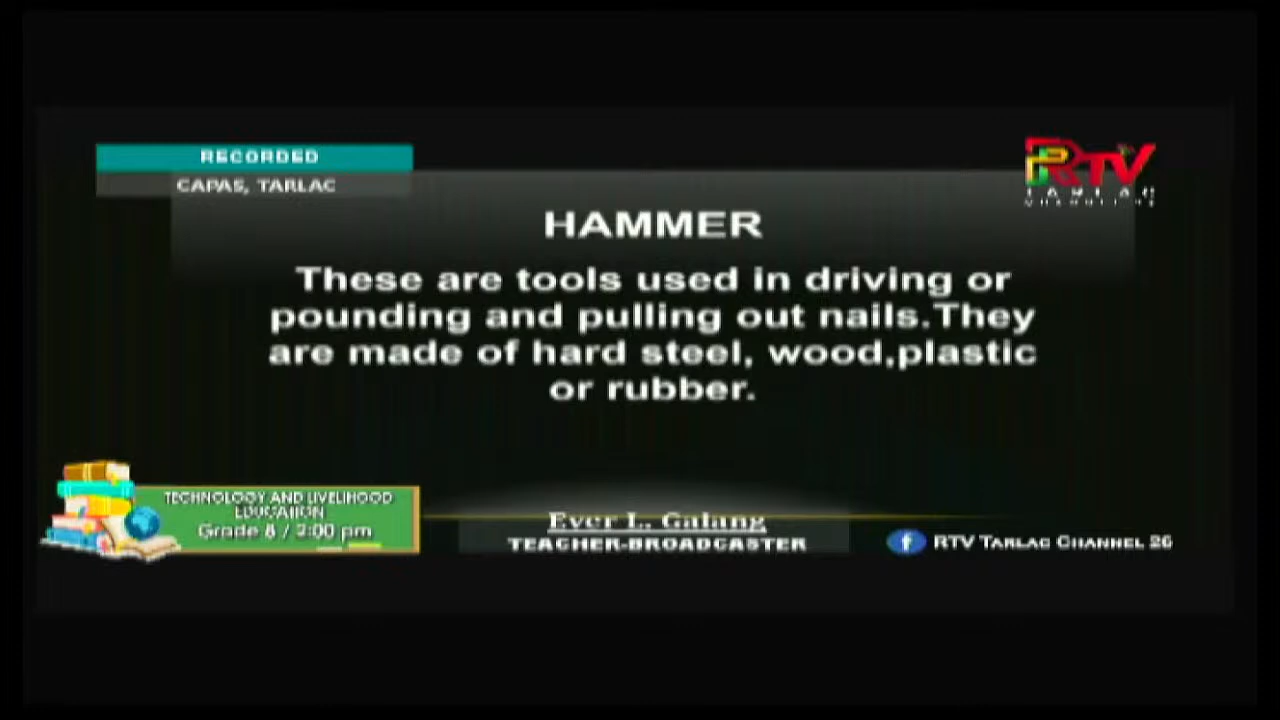 RECORDED
CAPAS, TARLAC
RTV
TARLAC
HAMMER
These are tools used in driving or
pounding and pulling out nails.They
are made of hard steel, wood,plastic
or rubber.
TECHNOLOGY AND LIVELIHOOD
EDUCATION
Grade 8 / 2:00 pm
Ever L. Galang
TEACHER-BROADCASTER
RTV TARLAC CHANNEL 26